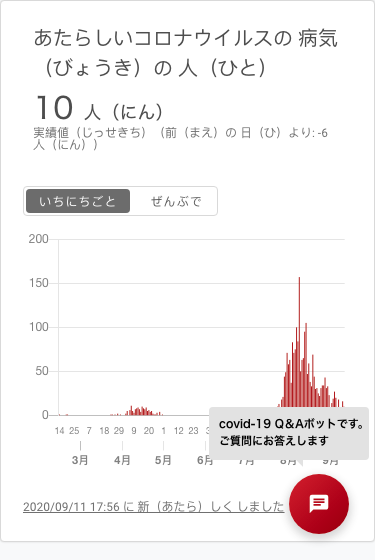 あたらしいコロナウイルスの 病気
（びょうき）の 人（ひと）
10 人（にん）
実績値（じっせきち）（前（まえ）の 日（ひ）より: -6
人（にん））
いちにちごと ぜんぶで
200
150
100
50
0
14 25 7 18 29 9 20 1 12 23
3月 4月 5月 6月 7月 8月 9月
covid-19 Q&Aボットです。
ご質問にお答えします
2020/09/11 17:56 に 新（あたら）しく しました